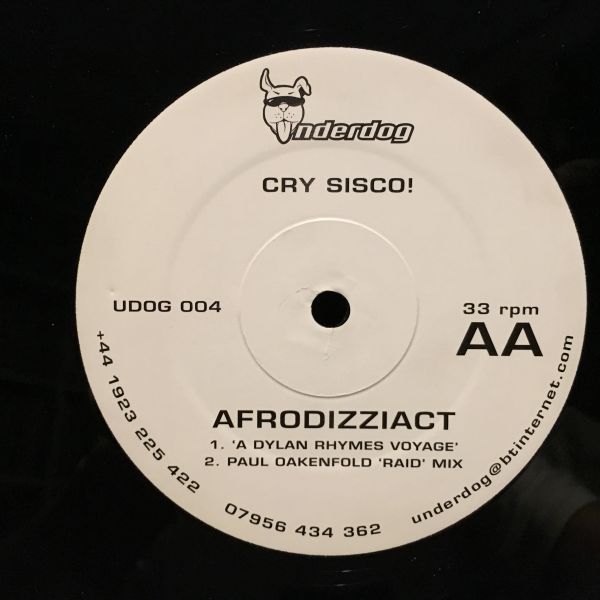 Underdog
CRY SISCO!
UDOG 004
33 rpm
AA
AFRODIZZIACT
1. 'A DYLAN RHYMES VOYAGE'
2. PAUL OAKENFOLD 'RAID' MIX
+44 1923 225 422
07956 434 362
underdog@btinternet.com